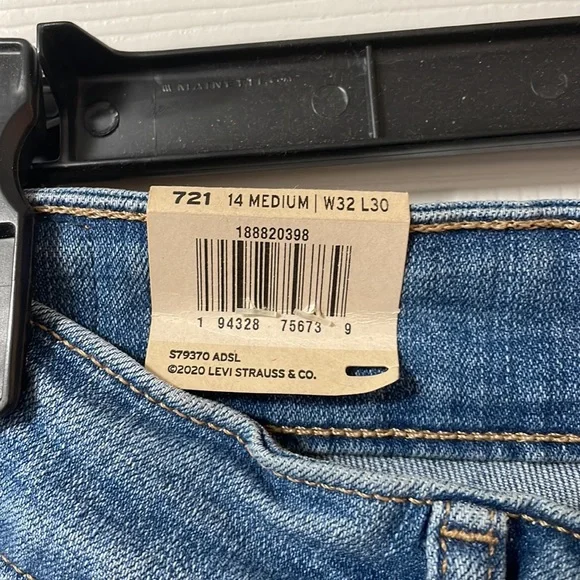 721 14 MEDIUM | W32 L30
188820398
1 94328 75673 9
S79370 ADSL
©2020 LEVI STRAUSS & CO.